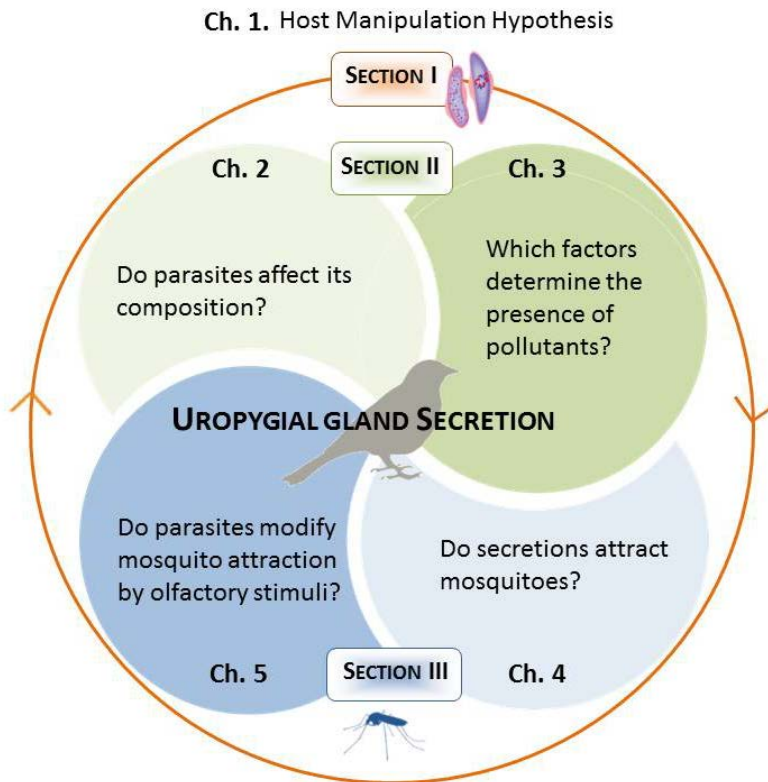 Ch. 1. Host Manipulation Hypothesis
SECTION I
Ch. 2
SECTION II
Ch. 3
Do parasites affect its
composition?
Which factors
determine the
presence of
pollutants?
UROPYGIAL GLAND SECRETION
Do parasites modify
mosquito attraction
by olfactory stimuli?
Do secretions attract
mosquitoes?
Ch. 5
SECTION III
Ch. 4